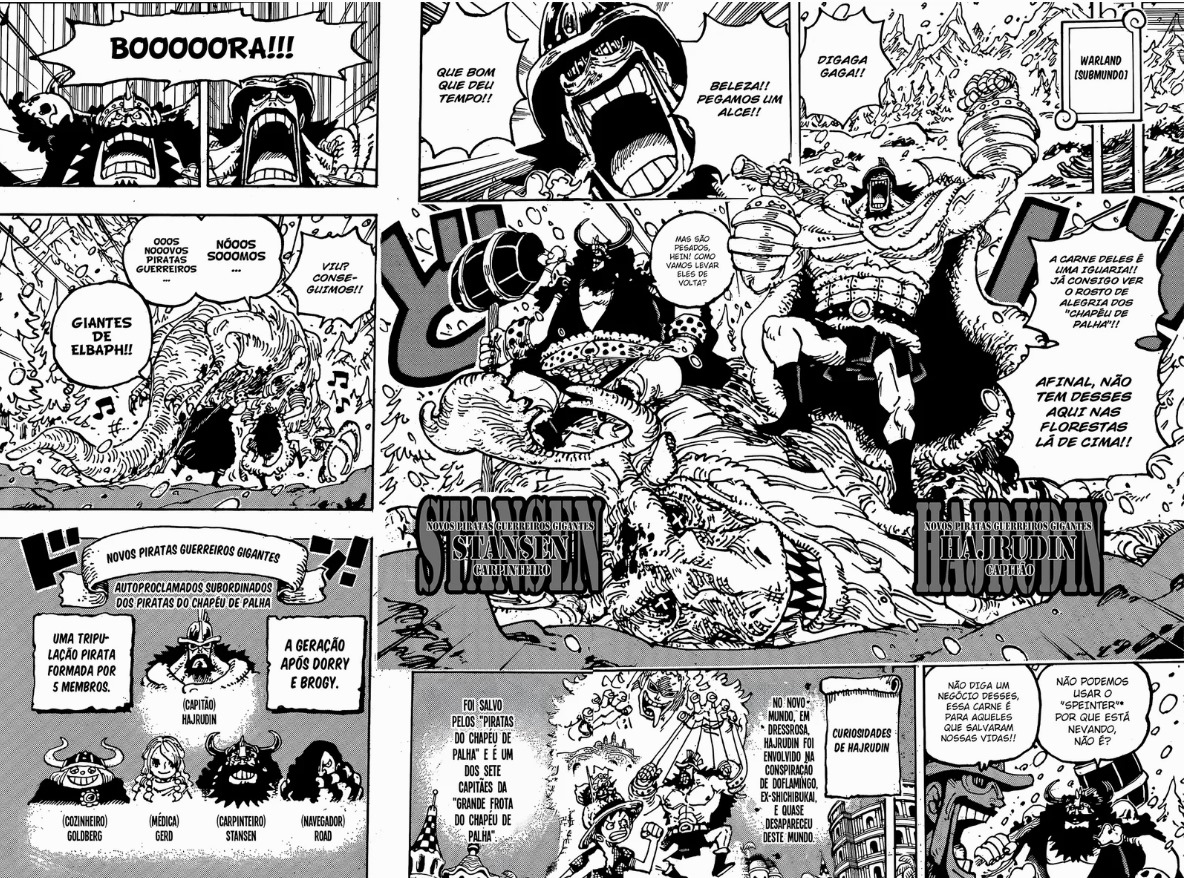 WARLAND
[SUBMUNDO]
DIGAGA
GAGA!!
BELEZA!!
PEGAMOS UM
ALCE!!
QUE BOM
QUE DEU
TEMPO!!
A CARNE DELES É
UMA IGUARIA!!
JÁ CONSIGO VER
O ROSTO DE
ALEGRIA DOS
"CHAPÉU DE
PALHA"!!
AFINAL, NÃO
TEM DESSES
AQUI NAS
FLORESTAS
LÁ DE CIMA!!
MAS SÃO
PESADOS,
HEIN! COMO
VAMOS LEVAR
ELES DE
VOLTA?
HAJRUDIN
NOVOS PIRATAS GUERREIROS GIGANTES
HAJRUDIN
CAPITÃO
STANSEN
NOVOS PIRATAS GUERREIROS GIGANTES
STANSEN
CARPINTEIRO
NÃO PODEMOS
USAR O
"SPEINTER"*
POR QUE ESTÁ
NEVANDO,
NÃO É?
NÃO DIGA UM
NEGÓCIO DESSES,
ESSA CARNE É
PARA AQUELES
QUE SALVARAM
NOSSAS VIDAS!!
CURIOSIDADES
DE HAJRUDIN
NO NOVO
MUNDO, EM
DRESSROSA,
HAJRUDIN FOI
ENVOLVIDO NA
CONSPIRAÇÃO
DE DOFLAMINGO,
EX-SHICHIBUKAI,
E QUASE
DESAPARECEU
DESTE MUNDO.
FOI SALVO
PELOS "PIRATAS
DO CHAPÉU DE
PALHA" E É UM
DOS SETE
CAPITÃES DA
"GRANDE FROTA
DO CHAPÉU DE
PALHA".
BOOOOORA!!!
VIU?
CONSE-
GUIMOS!!
NÓOOS
SOOOMOS
...
OOOS
NOOOVOS
PIRATAS
GUERREIROS
...
GIANTES
DE
ELBAPH!!
ドン!
NOVOS PIRATAS GUERREIROS GIGANTES
AUTOPROCLAMADOS SUBORDINADOS
DOS PIRATAS DO CHAPÉU DE PALHA
A GERAÇÃO
APÓS DORRY
E BROGY.
UMA TRIPU-
LAÇÃO PIRATA
FORMADA POR
5 MEMBROS.
(CAPITÃO)
HAJRUDIN
(COZINHEIRO)
GOLDBERG
(MÉDICA)
GERD
(CARPINTEIRO)
STANSEN
(NAVEGADOR)
ROAD